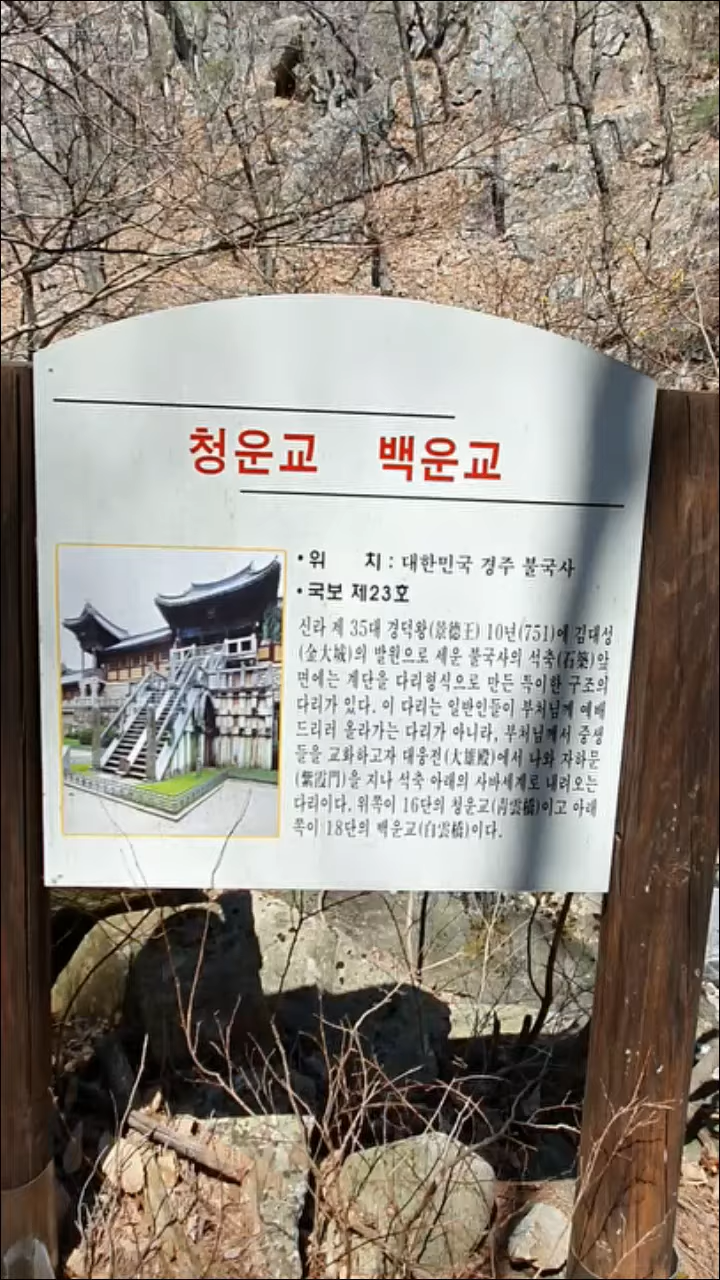 청운교 백운교
•위 치 : 대한민국 경주 불국사
•국보 제23호
신라 제 35대 경덕왕(景德王) 10년(751)에 김대성
(金大城)의 발원으로 세운 불국사의 석축(石築)앞
면에는 계단을 다리형식으로 만든 특이한 구조의
다리가 있다. 이 다리는 일반인들이 부처님께 예배
드리러 올라가는 다리가 아니라, 부처님께서 중생
들을 교화하고자 대웅전(大雄殿)에서 나와 자하문
(紫霞門)을 지나 석축 아래의 사바세계로 내려오는
다리이다. 위쪽이 16단의 청운교(靑雲橋)이고 아래
쪽이 18단의 백운교(白雲橋)이다.